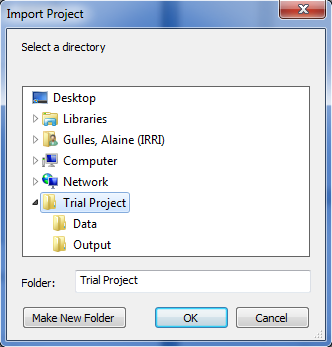 Import Project
Select a directory
Desktop
Libraries
Gulles, Alaine (IRRI)
Computer
Network
Trial Project
Data
Output
Folder: Trial Project
Make New Folder OK Cancel